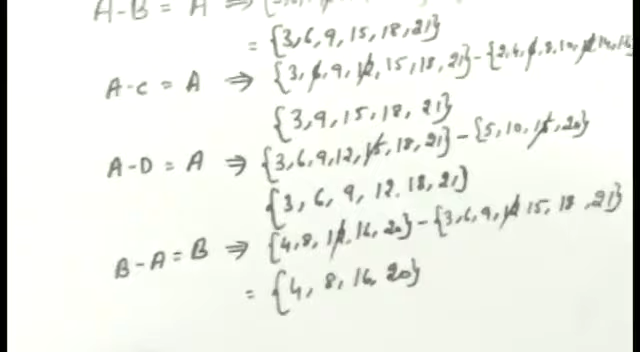 A-B = A ⇒
= {3,6,9,15,18,21}
A-C = A ⇒ {3,6,9,12,15,18,21} - {2,4,6,8,10,12,14,16
{3,9,15,18,21}
A-D = A ⇒ {3,6,9,12,15,18,21} - {5,10,15,20}
{3,6,9,12,18,21}
B-A = B ⇒ {4,8,12,16,20} - {3,6,9,12,15,18,21}
= {4,8,16,20}